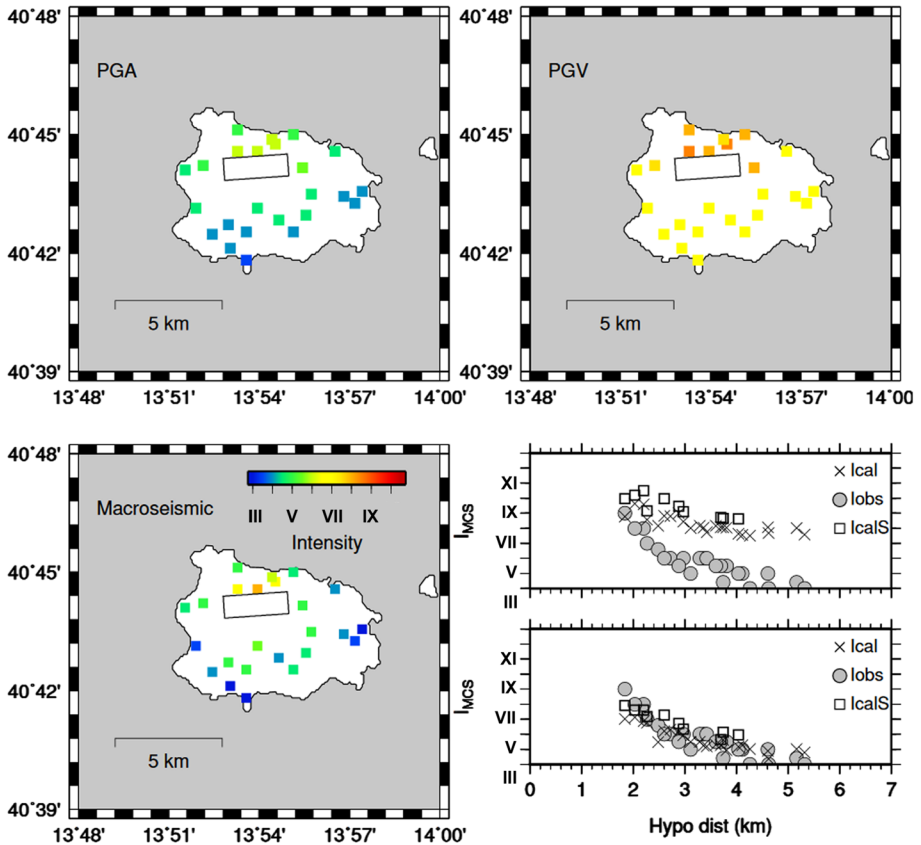 40°48'
PGA
40°45'
40°42'
5 km
40°39'
13°48' 13°51' 13°54' 13°57' 14°00'
40°48'
PGV
40°45'
40°42'
5 km
40°39'
13°48' 13°51' 13°54' 13°57' 14°00'
40°48'
Macroseismic
III V VII IX
Intensity
40°45'
40°42'
5 km
40°39'
13°48' 13°51' 13°54' 13°57' 14°00'
I_MCS
XI
IX
VII
V
III
Ical
Iobs
IcalS
I_MCS
XI
IX
VII
V
III
Ical
Iobs
IcalS
0 1 2 3 4 5 6 7
Hypo dist (km)